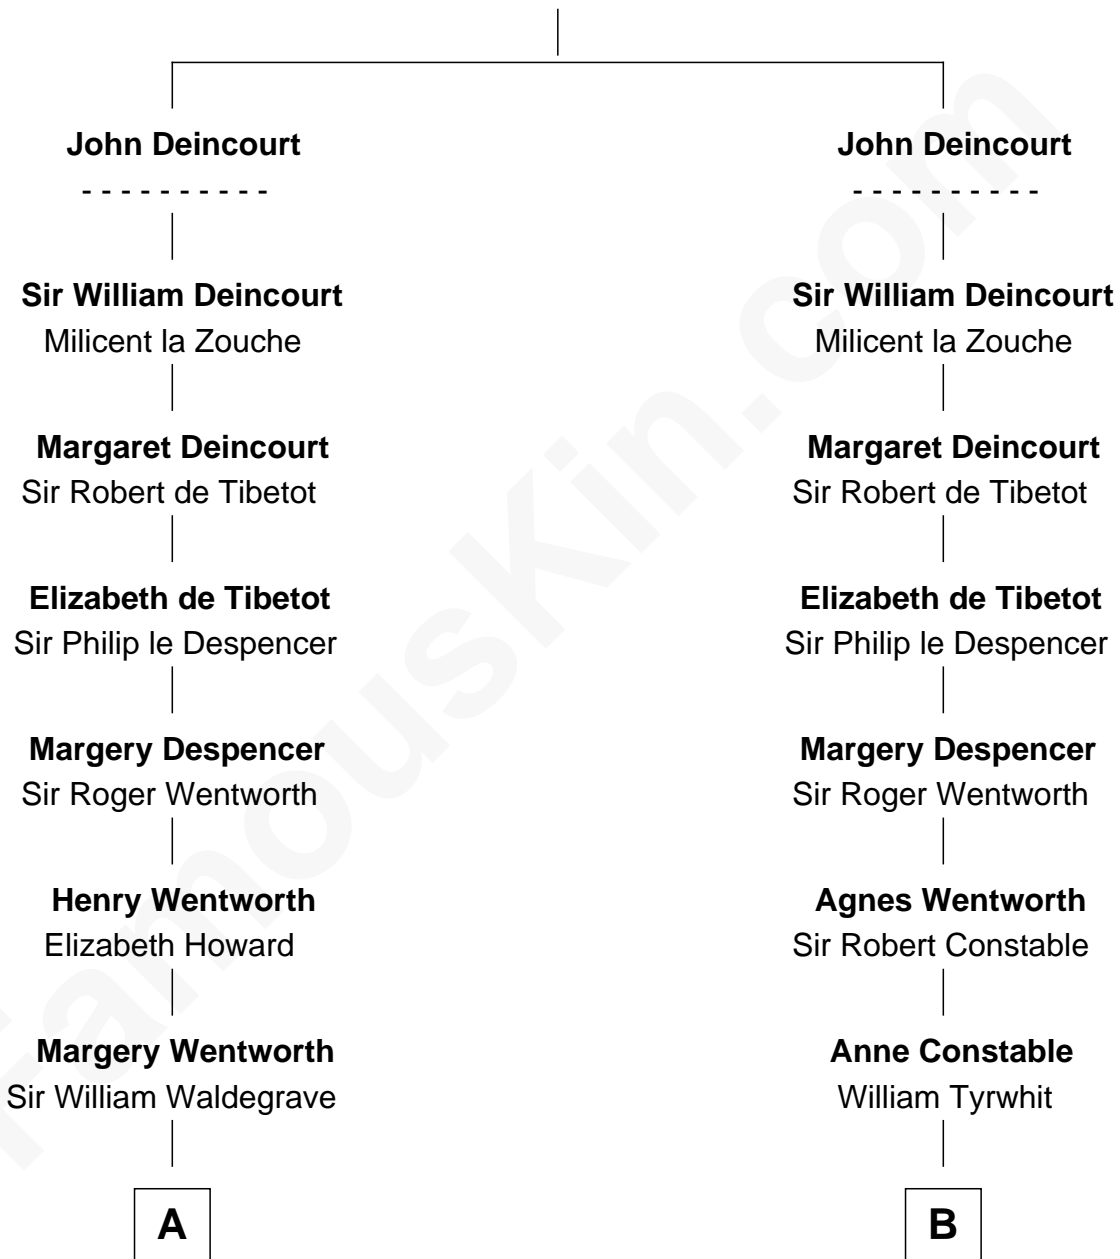 John Deincourt
- - - - - - - - - -
Sir William Deincourt
Milicent la Zouche
Margaret Deincourt
Sir Robert de Tibetot
Elizabeth de Tibetot
Sir Philip le Despencer
Margery Despencer
Sir Roger Wentworth
Henry Wentworth
Elizabeth Howard
Margery Wentworth
Sir William Waldegrave
A
John Deincourt
- - - - - - - - - -
Sir William Deincourt
Milicent la Zouche
Margaret Deincourt
Sir Robert de Tibetot
Elizabeth de Tibetot
Sir Philip le Despencer
Margery Despencer
Sir Roger Wentworth
Agnes Wentworth
Sir Robert Constable
Anne Constable
William Tyrwhit
B
FamousKin.com